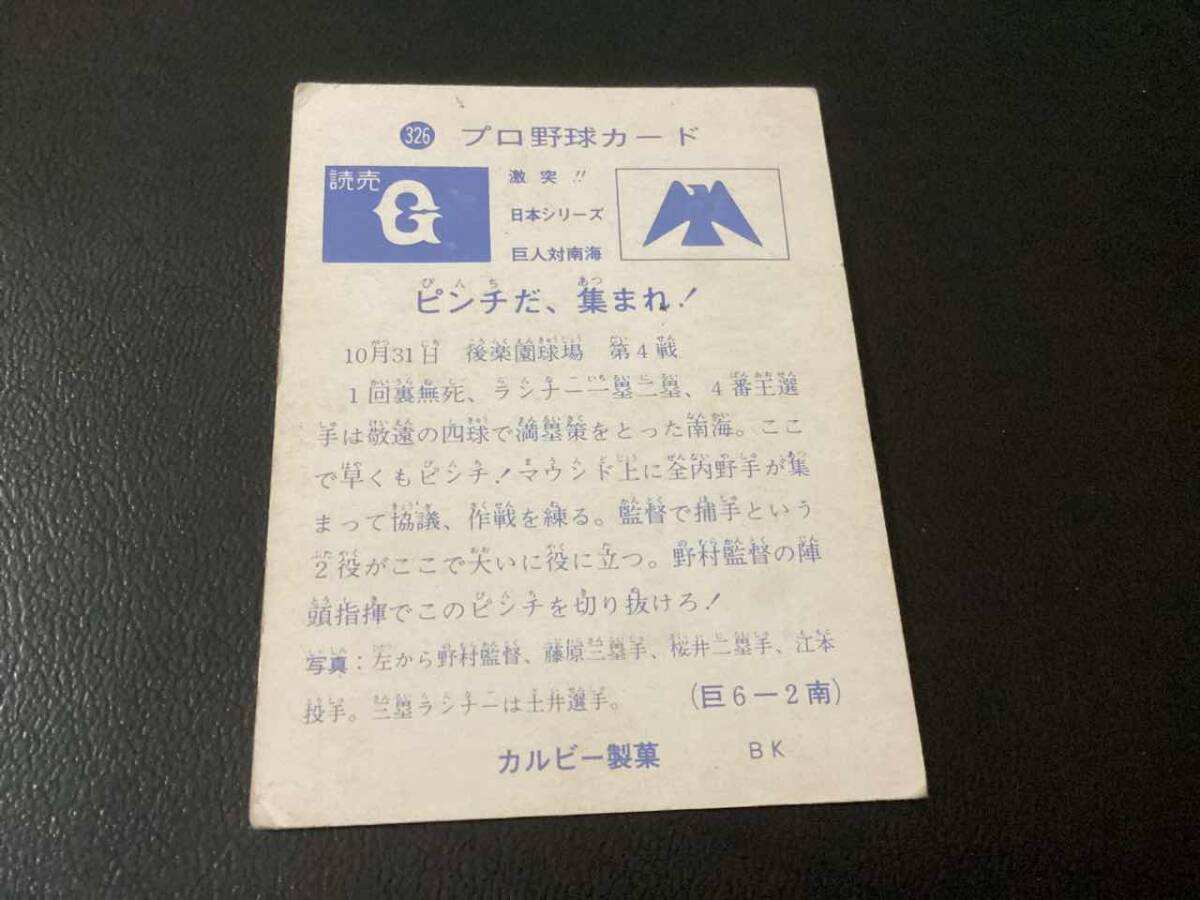 326 プロ野球カード
読売
G
激突!!
日本シリーズ
巨人対南海
ピンチだ、集まれ!
10月31日 後楽園球場 第4戦
1回裏無死、ランナー一塁二塁、4番王選
手は敬遠の四球で満塁策をとった南海。ここ
で早くもピンチ!マウンド上に全内野手が集
まって協議、作戦を練る。監督で捕手という
2役がここで大いに役に立つ。野村監督の陣
頭指揮でこのピンチを切り抜けろ!
写真:左から野村監督、藤原三塁手、桜井二塁手、江本
投手。三塁ランナーは土井選手。 (巨6-2南)
カルビー製菓 BK